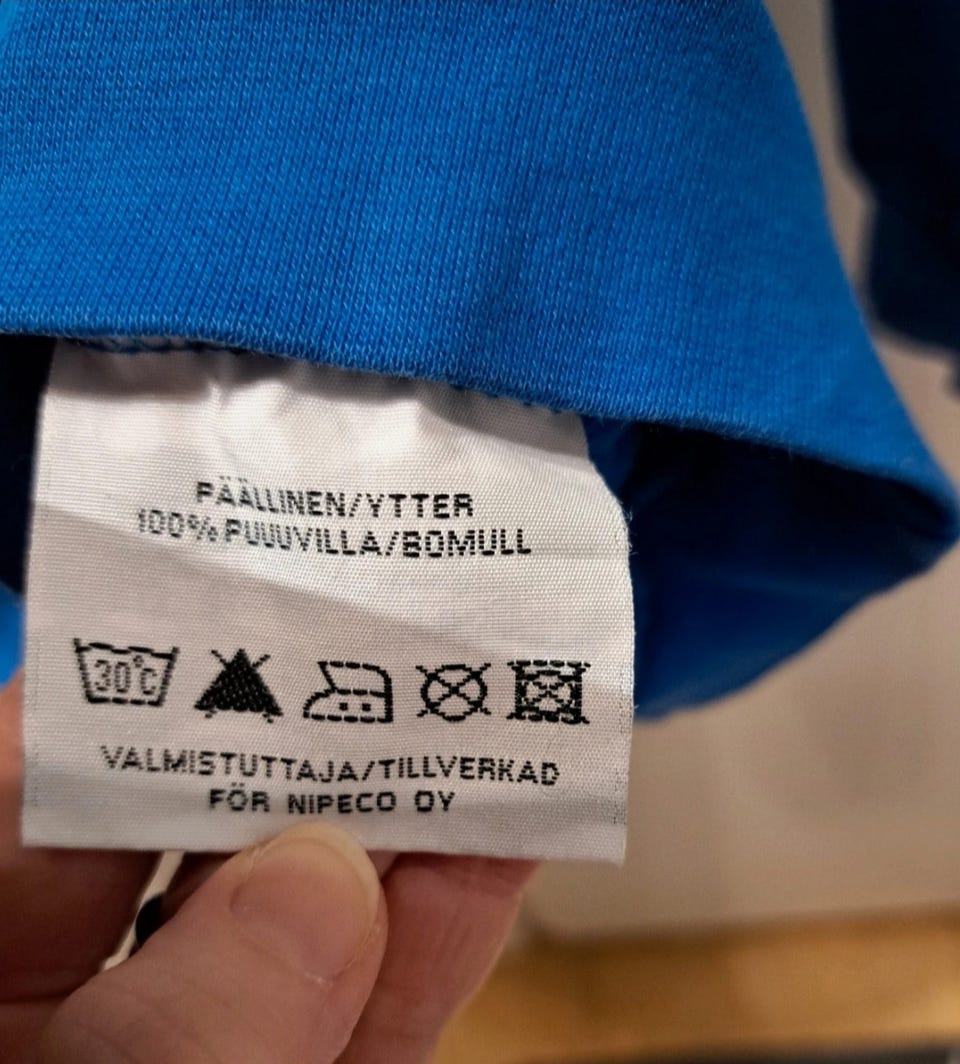 PÄÄLLINEN/YTTER
100% PUUVILLA/BOMULL
30°C
VALMISTUTTAJA/TILLVERKAD
FÖR NIPECO OY